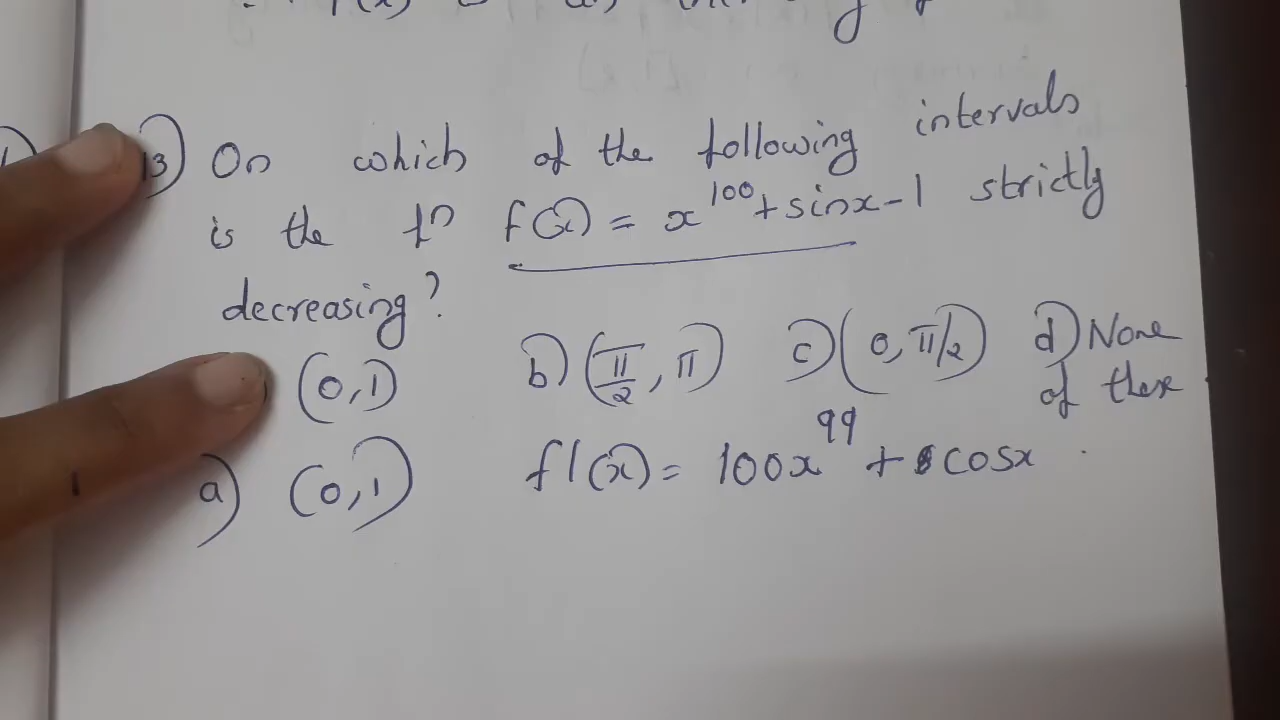 13) On which of the following intervals
is the fn f(x) = x^100 + sinx - 1 strictly
decreasing?
(0,1) b) (π/2, π) c) (0, π/2) d) None of these
a) (0,1) f'(x) = 100x^99 + cosx